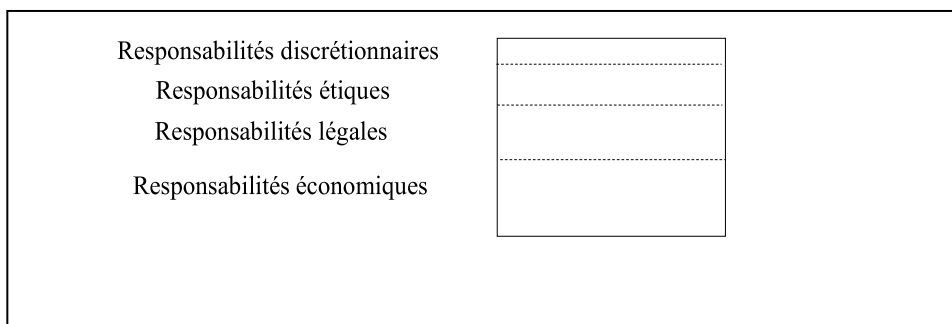 Responsabilités discrétionnaires
Responsabilités étiques
Responsabilités légales
Responsabilités économiques